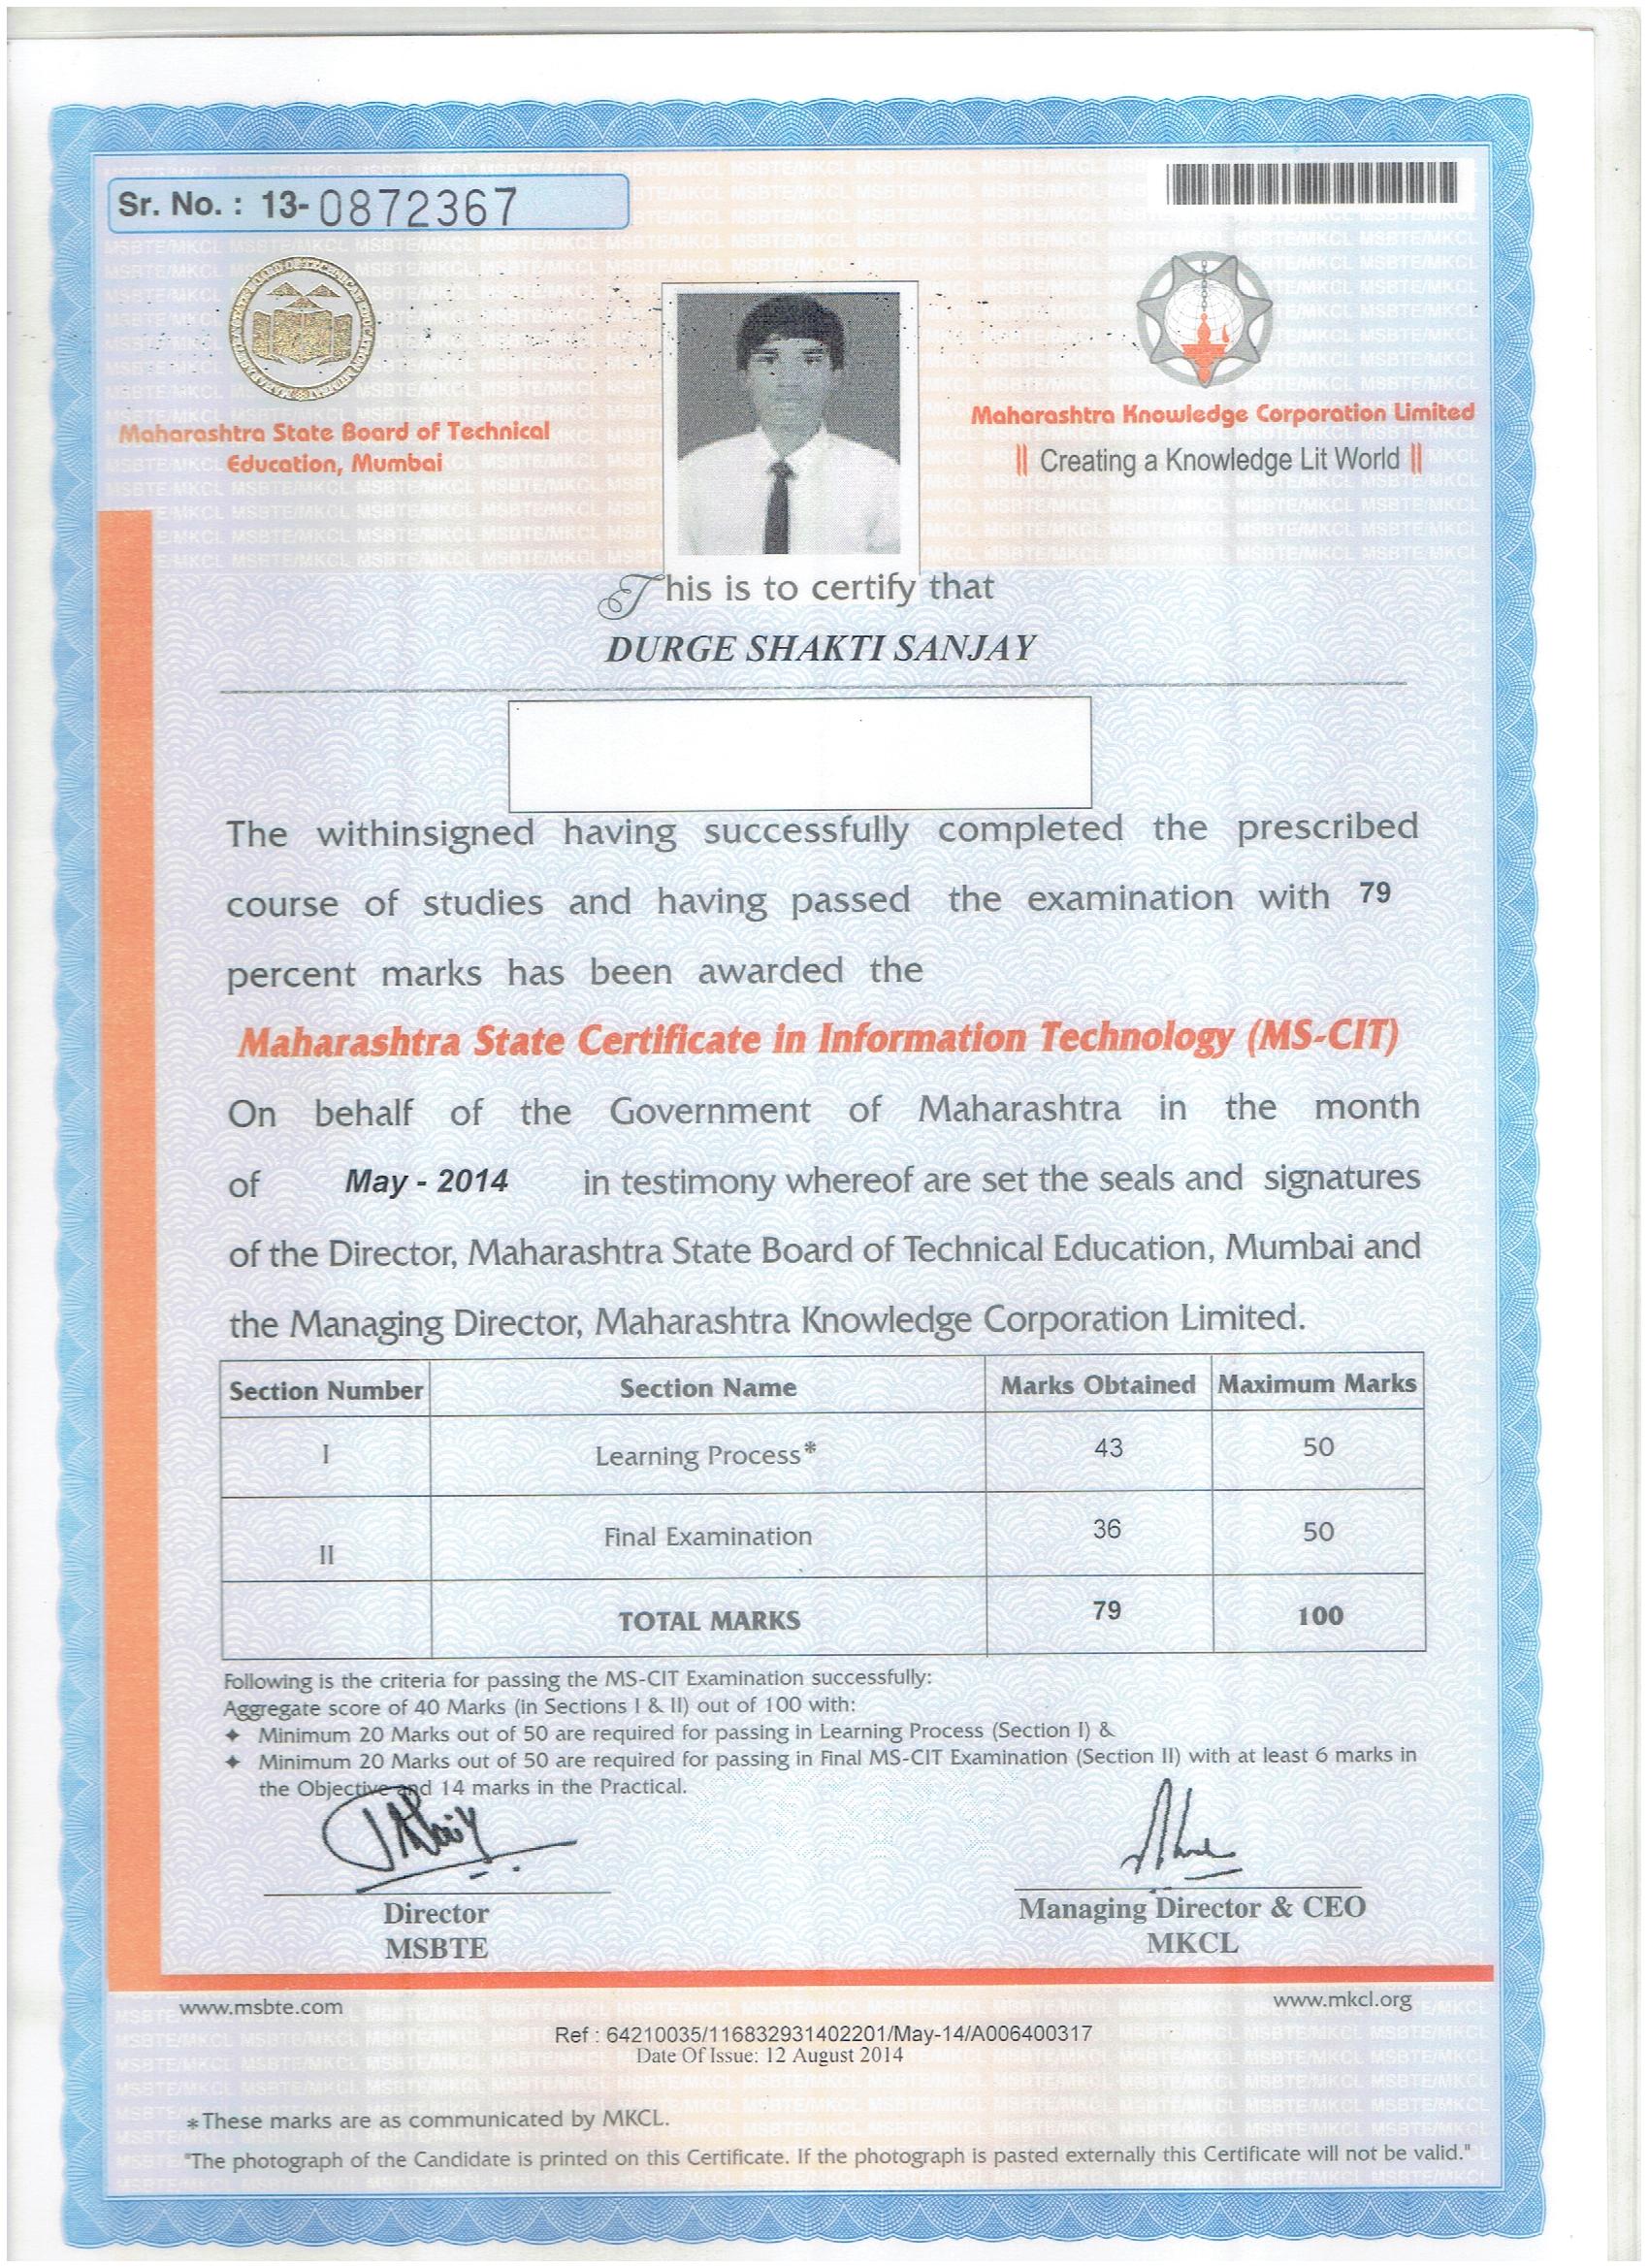 Sr. No. : 13-0872367
Maharashtra State Board of Technical
Education, Mumbai
Maharashtra Knowledge Corporation Limited
|| Creating a Knowledge Lit World ||
This is to certify that
DURGE SHAKTI SANJAY
The withinsigned having successfully completed the prescribed
course of studies and having passed the examination with 79
percent marks has been awarded the
Maharashtra State Certificate in Information Technology (MS-CIT)
On behalf of the Government of Maharashtra in the month
of May - 2014 in testimony whereof are set the seals and signatures
of the Director, Maharashtra State Board of Technical Education, Mumbai and
the Managing Director, Maharashtra Knowledge Corporation Limited.
Section Number Section Name Marks Obtained Maximum Marks
I Learning Process* 43 50
II Final Examination 36 50
TOTAL MARKS 79 100
Following is the criteria for passing the MS-CIT Examination successfully:
Aggregate score of 40 Marks (in Sections I & II) out of 100 with:
✦ Minimum 20 Marks out of 50 are required for passing in Learning Process (Section I) &
✦ Minimum 20 Marks out of 50 are required for passing in Final MS-CIT Examination (Section II) with at least 6 marks in
the Objective and 14 marks in the Practical.
Director
MSBTE
Managing Director & CEO
MKCL
www.msbte.com
www.mkcl.org
Ref : 64210035/116832931402201/May-14/A006400317
Date Of Issue: 12 August 2014
*These marks are as communicated by MKCL.
"The photograph of the Candidate is printed on this Certificate. If the photograph is pasted externally this Certificate will not be valid."